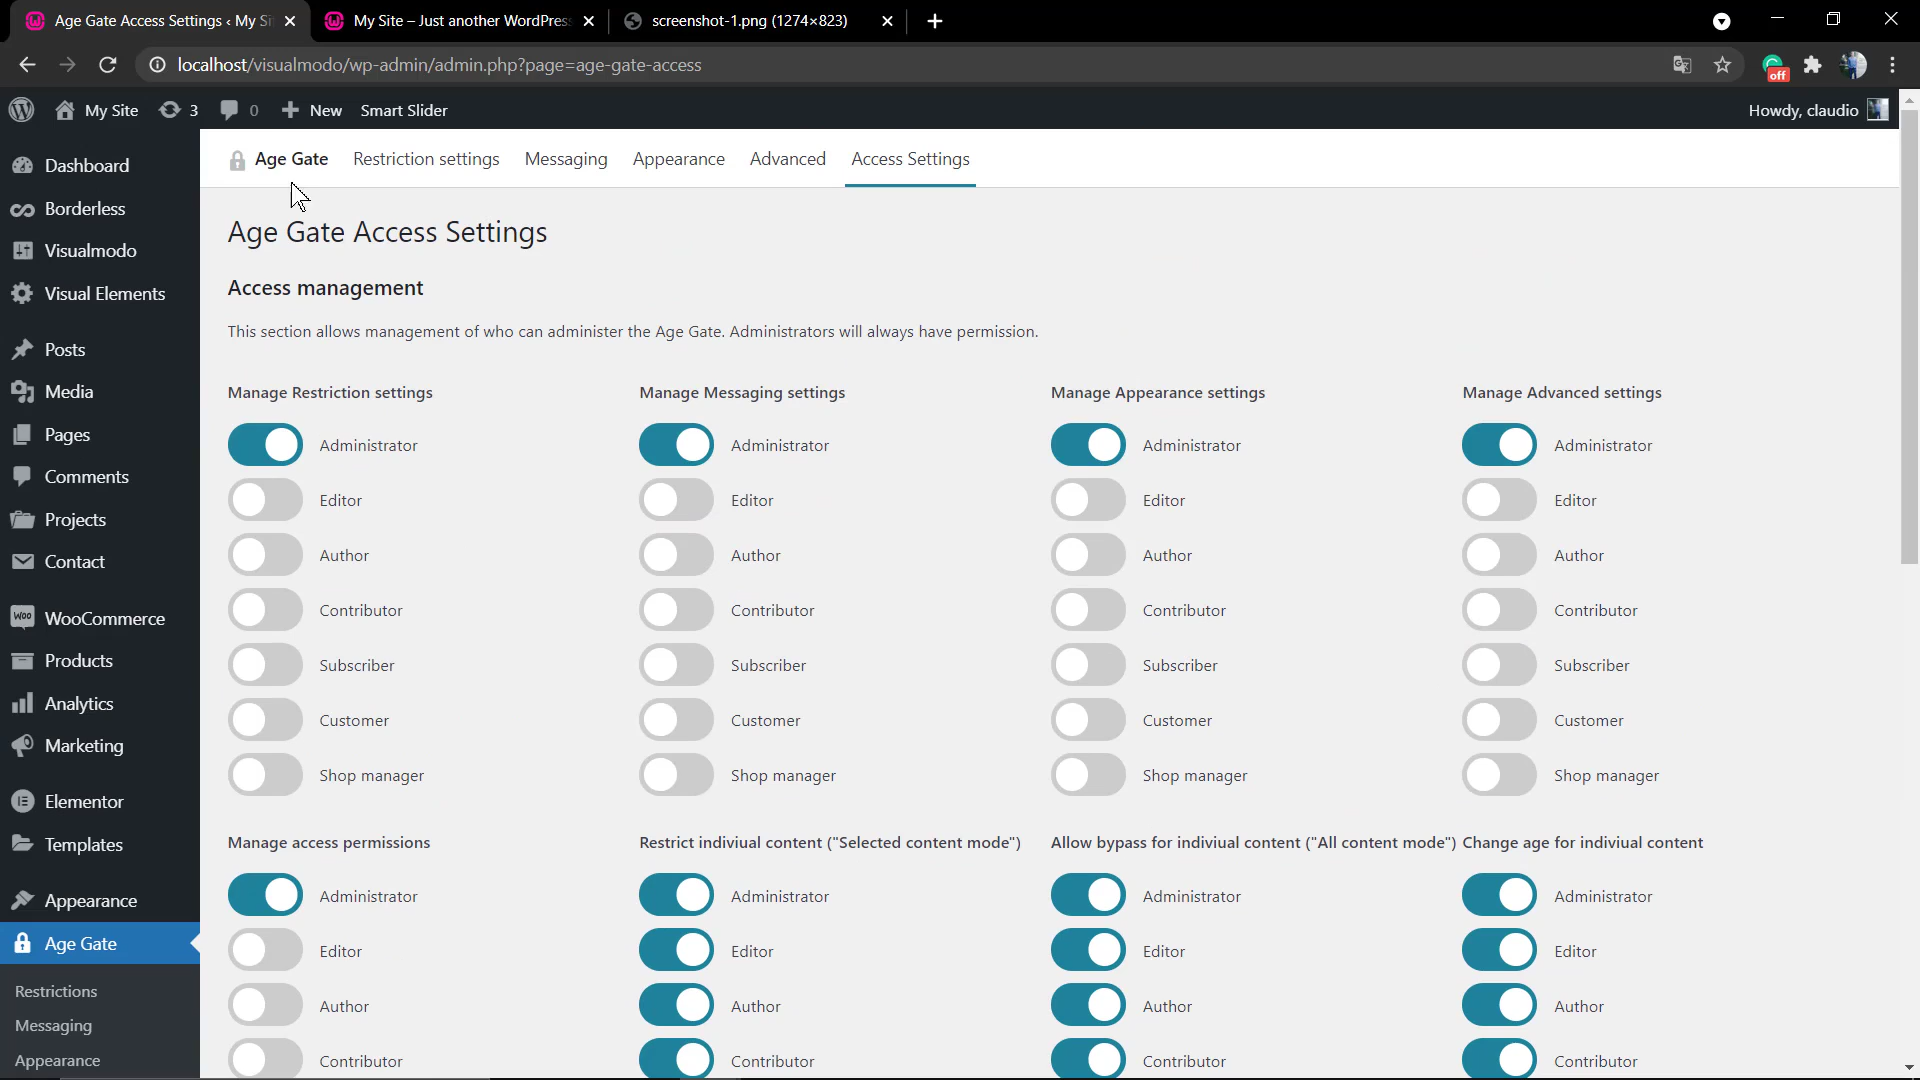 Age Gate Access Settings ‹ My Si
My Site – Just another WordPress
screenshot-1.png (1274×823)
localhost/visualmodo/wp-admin/admin.php?page=age-gate-access
off
My Site 3 0 New Smart Slider
Howdy, claudio
Dashboard
Borderless
Visualmodo
Visual Elements
Posts
Media
Pages
Comments
Projects
Contact
Woo WooCommerce
Products
Analytics
Marketing
Elementor
Templates
Appearance
Age Gate
Restrictions
Messaging
Appearance
Age Gate Restriction settings Messaging Appearance Advanced Access Settings
Age Gate Access Settings
Access management
This section allows management of who can administer the Age Gate. Administrators will always have permission.
Manage Restriction settings
Administrator
Editor
Author
Contributor
Subscriber
Customer
Shop manager
Manage Messaging settings
Administrator
Editor
Author
Contributor
Subscriber
Customer
Shop manager
Manage Appearance settings
Administrator
Editor
Author
Contributor
Subscriber
Customer
Shop manager
Manage Advanced settings
Administrator
Editor
Author
Contributor
Subscriber
Customer
Shop manager
Manage access permissions
Administrator
Editor
Author
Contributor
Restrict indiviual content ("Selected content mode")
Administrator
Editor
Author
Contributor
Allow bypass for indiviual content ("All content mode")
Administrator
Editor
Author
Contributor
Change age for indiviual content
Administrator
Editor
Author
Contributor